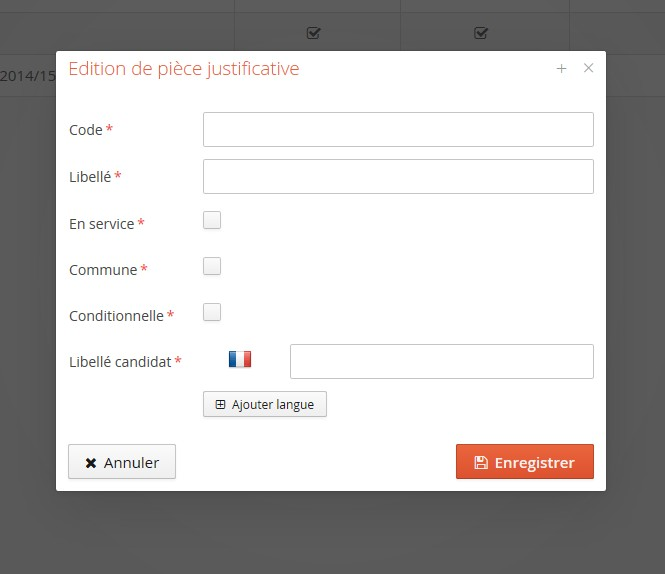 2014/15
Edition de pièce justificative
Code *
Libellé *
En service *
Commune *
Conditionnelle *
Libellé candidat *
Ajouter langue
Annuler
Enregistrer